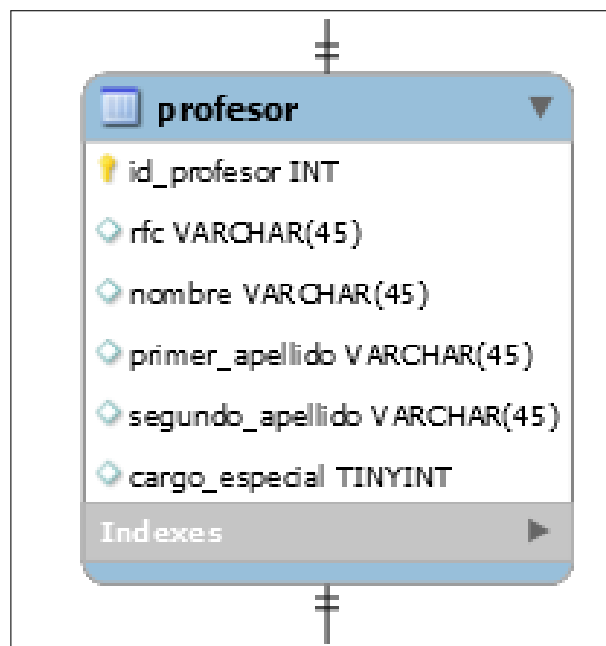 profesor
id_profesor INT
rfc VARCHAR(45)
nombre VARCHAR(45)
primer_apellido VARCHAR(45)
segundo_apellido VARCHAR(45)
cargo_especial TINYINT
Indexes